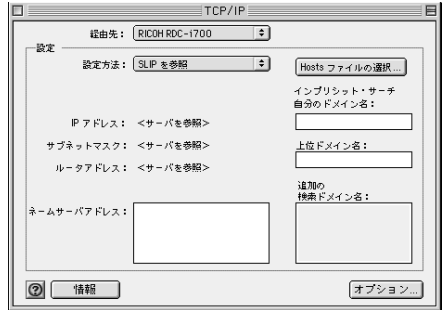 TCP/IP
経由先： RICOH RDC-i700
設定
設定方法： SLIP を参照
Hosts ファイルの選択...
インプリシット・サーチ
自分のドメイン名：
IP アドレス： <サーバを参照>
サブネットマスク： <サーバを参照>
上位ドメイン名：
ルータアドレス： <サーバを参照>
追加の
検索ドメイン名：
ネームサーバアドレス：
?
情報
オプション...